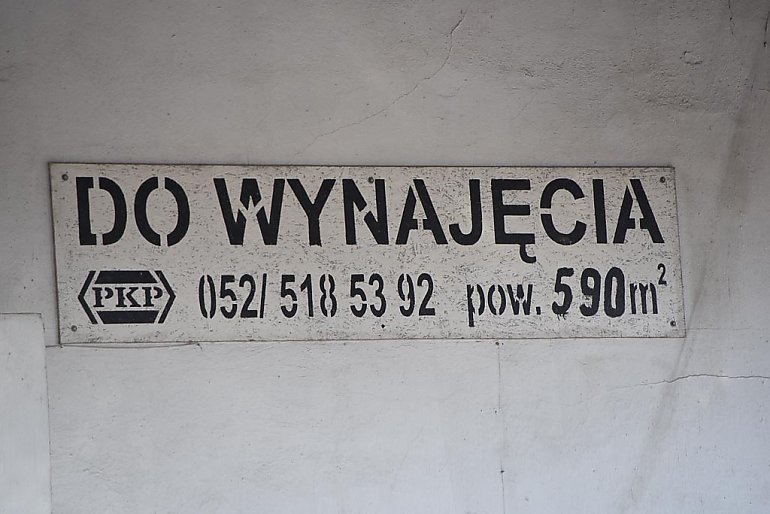 DO WYNAJĘCIA
PKP 052/ 518 53 92 pow. 590m²